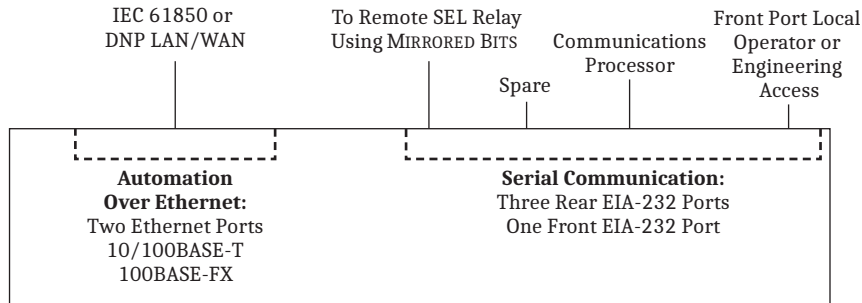 IEC 61850 or
DNP LAN/WAN
To Remote SEL Relay
Using MIRRORED BITS
Spare
Communications
Processor
Front Port Local
Operator or
Engineering
Access
Automation
Over Ethernet:
Two Ethernet Ports
10/100BASE-T
100BASE-FX
Serial Communication:
Three Rear EIA-232 Ports
One Front EIA-232 Port